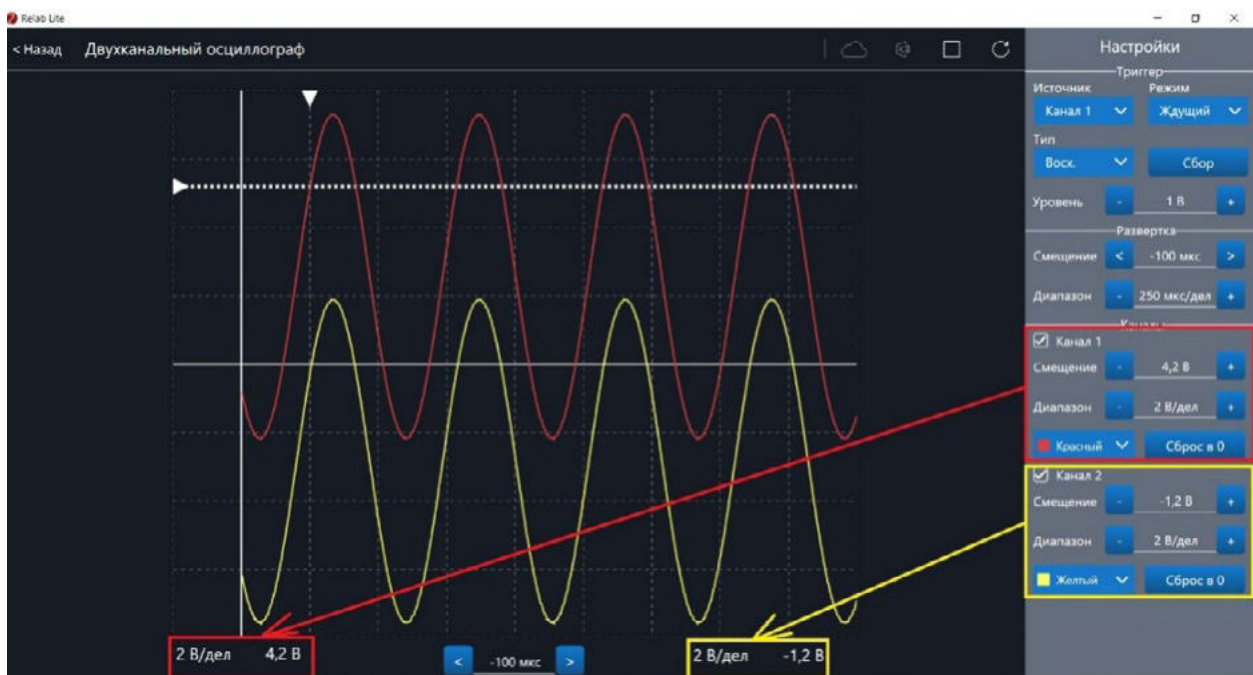 Relab Lite
< Назад Двухканальный осциллограф
Настройки
Триггер
Источник Режим
Канал 1 Ждущий
Тип
Восх. Сбор
Уровень - 1 В +
Развертка
Смещение < -100 мкс >
Диапазон - 250 мкс/дел +
Каналы
Канал 1
Смещение - 4,2 В +
Диапазон - 2 В/дел +
Красный Сброс в 0
Канал 2
Смещение - -1,2 В +
Диапазон - 2 В/дел +
Желтый Сброс в 0
2 В/дел 4,2 В
< -100 мкс >
2 В/дел -1,2 В